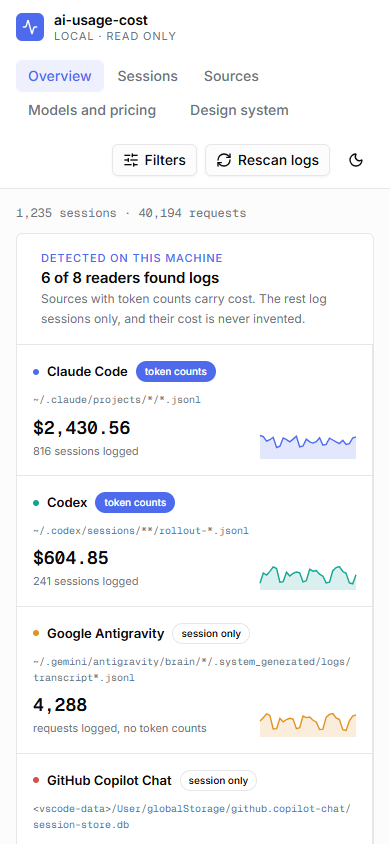 ai-usage-cost
LOCAL · READ ONLY
Overview
Sessions
Sources
Models and pricing
Design system
Filters
Rescan logs
1,235 sessions · 40,194 requests
DETECTED ON THIS MACHINE
6 of 8 readers found logs
Sources with token counts carry cost. The rest log
sessions only, and their cost is never invented.
Claude Code
token counts
~/.claude/projects/*/*.jsonl
$2,430.56
816 sessions logged
Codex
token counts
~/.codex/sessions/**/rollout-*.jsonl
$604.85
241 sessions logged
Google Antigravity
session only
~/.gemini/antigravity/brain/*/.system_generated/logs/
transcript*.jsonl
4,288
requests logged, no token counts
GitHub Copilot Chat
session only
<vscode-data>/User/globalStorage/github.copilot-chat/
session-store.db